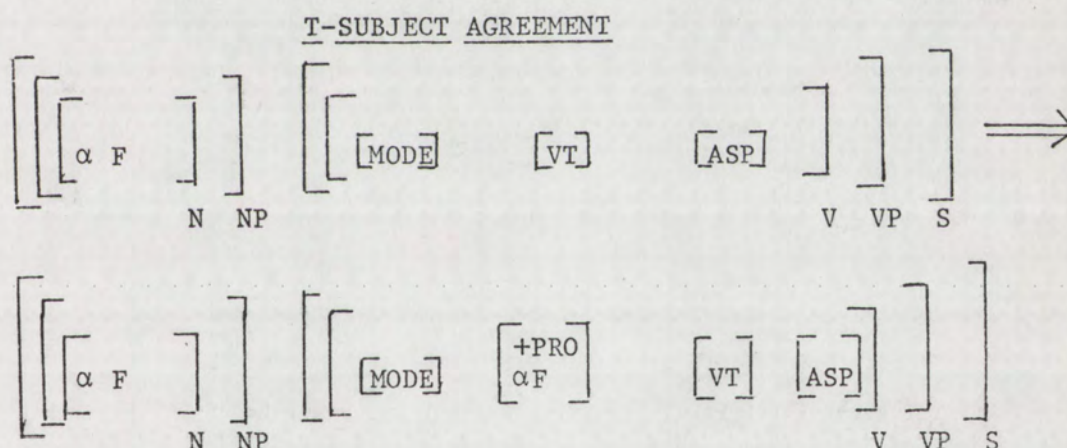 T-SUBJECT AGREEMENT
[[[ α F ]N ]NP [[ [MODE] [VT] [ASP] ]V ]VP ]S ⟹
[[[ α F ]N ]NP [[ [MODE] [+PRO αF] [VT] [ASP] ]V ]VP ]S